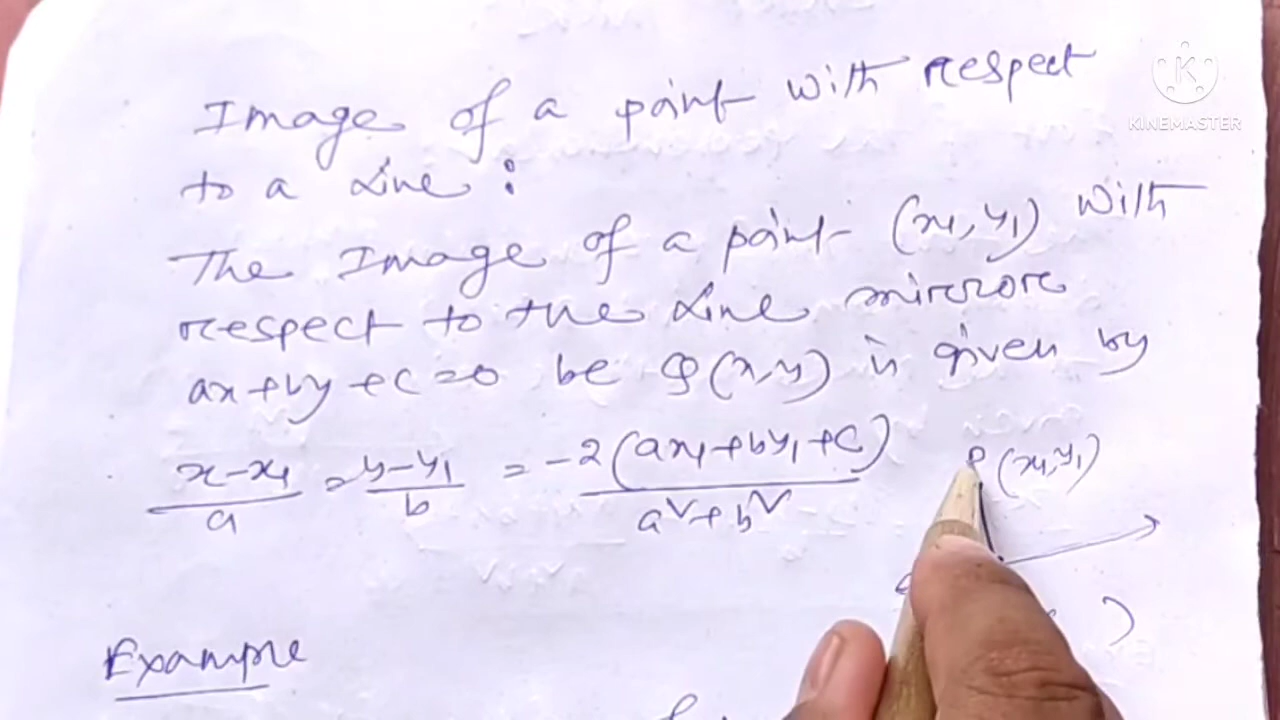 Image of a point with respect
to a Line :
The Image of a point (x₁, y₁) with
respect to the Line mirror
ax+by+c=0 be Q(x,y) is given by
x-x₁/a = y-y₁/b = -2(ax₁+by₁+c)/a²+b²
P(x₁,y₁)
)
Example
of
KINEMASTER